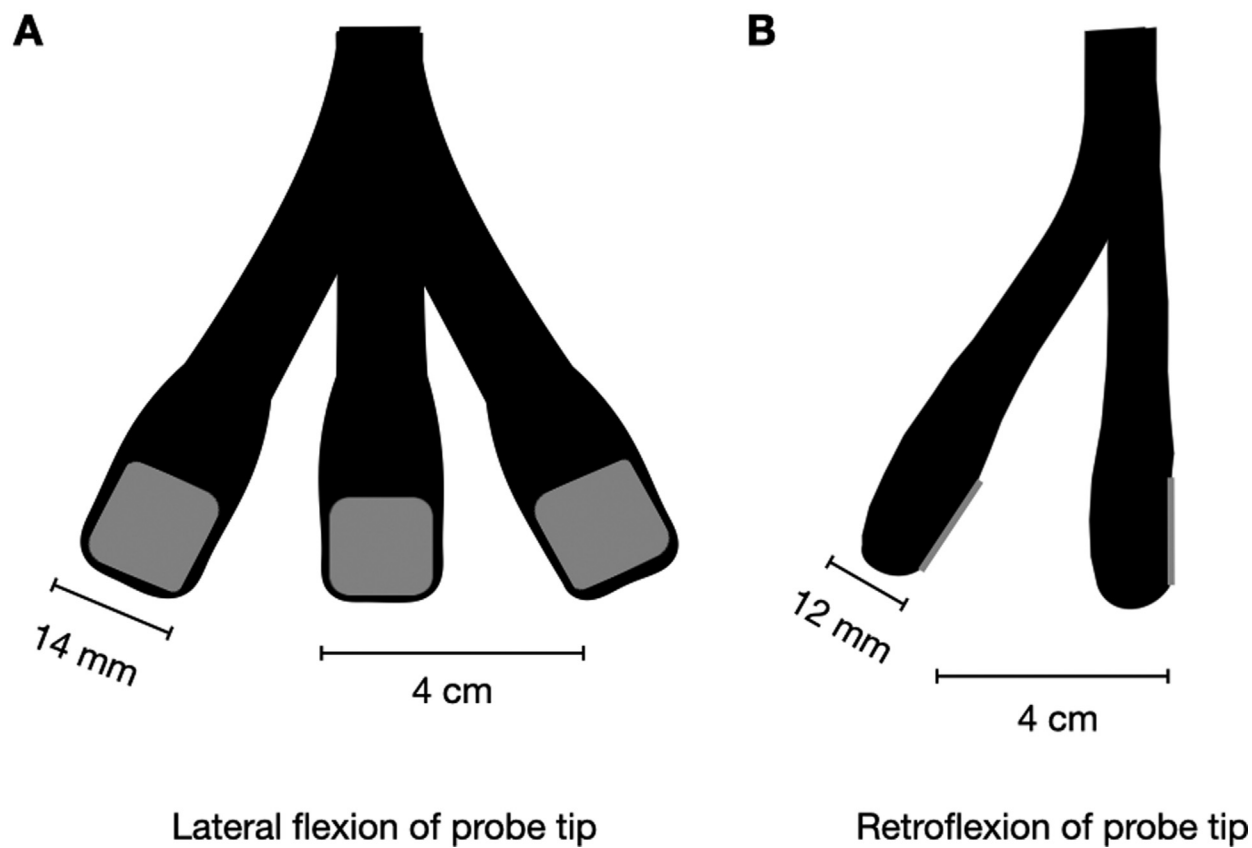 A
B
14 mm
4 cm
12 mm
4 cm
Lateral flexion of probe tip
Retroflexion of probe tip